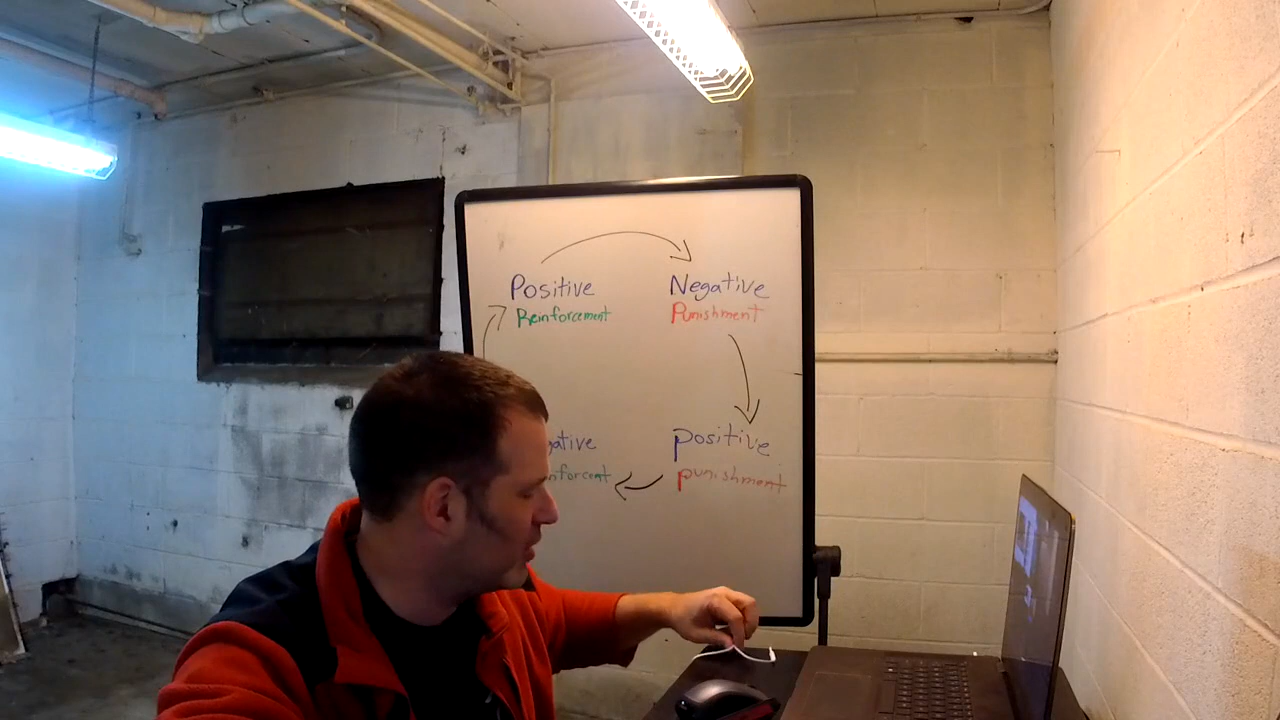 Positive
Reinforcement
Negative
Punishment
gative
nforcent
positive
punishment